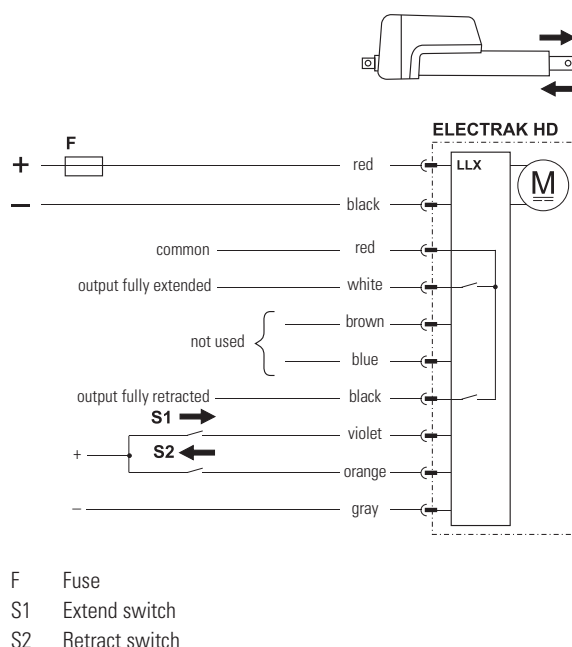 ELECTRAK HD
F
+ red LLX
M
– black
common red
output fully extended white
brown
not used
blue
output fully retracted black
S1
violet
+ S2
orange
– gray
F Fuse
S1 Extend switch
S2 Retract switch